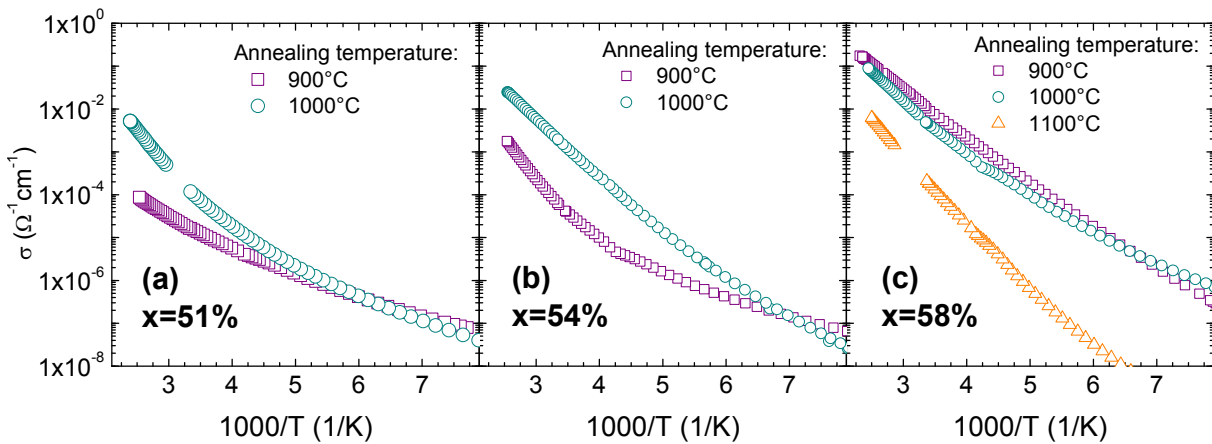 1x10⁰
1x10⁻²
1x10⁻⁴
1x10⁻⁶
1x10⁻⁸
σ (Ω⁻¹cm⁻¹)
Annealing temperature:
900°C
1000°C
(a)
x=51%
3 4 5 6 7
1000/T (1/K)
Annealing temperature:
900°C
1000°C
(b)
x=54%
3 4 5 6 7
1000/T (1/K)
Annealing temperature:
900°C
1000°C
1100°C
(c)
x=58%
3 4 5 6 7
1000/T (1/K)